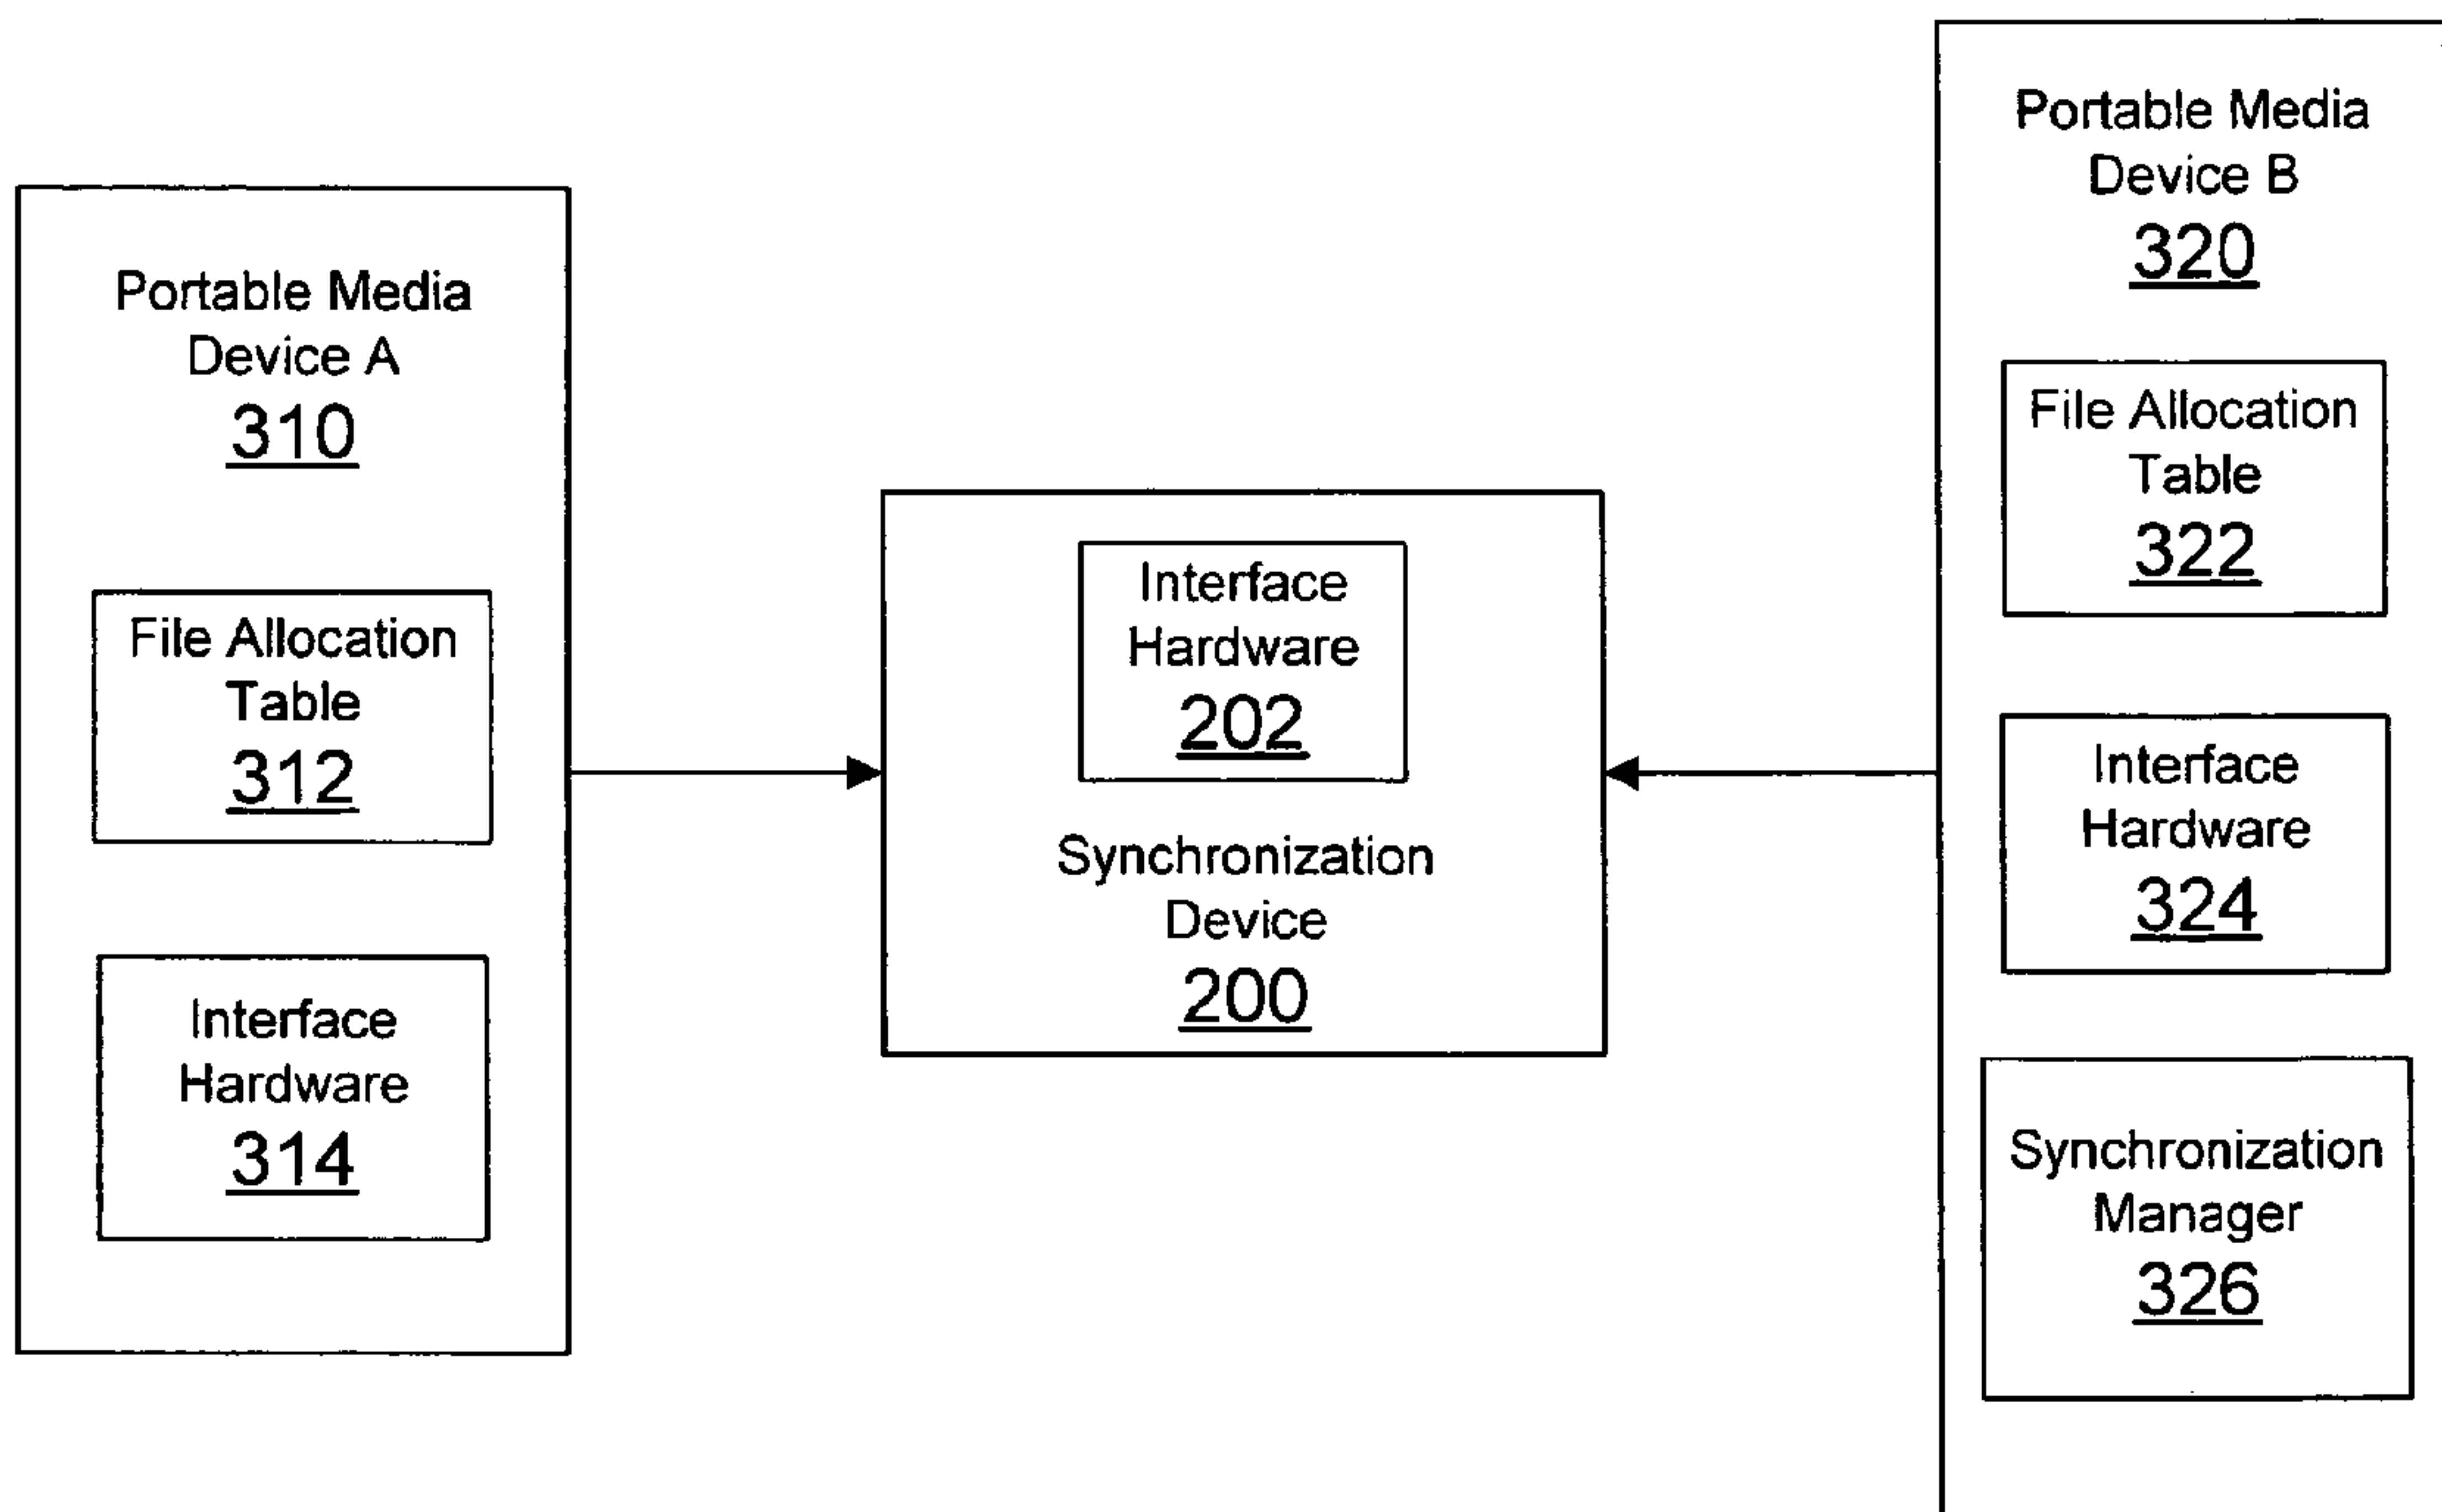 Portable Media
Device A
310
File Allocation
Table
312
Interface
Hardware
314
Interface
Hardware
202
Synchronization
Device
200
Portable Media
Device B
320
File Allocation
Table
322
Interface
Hardware
324
Synchronization
Manager
326